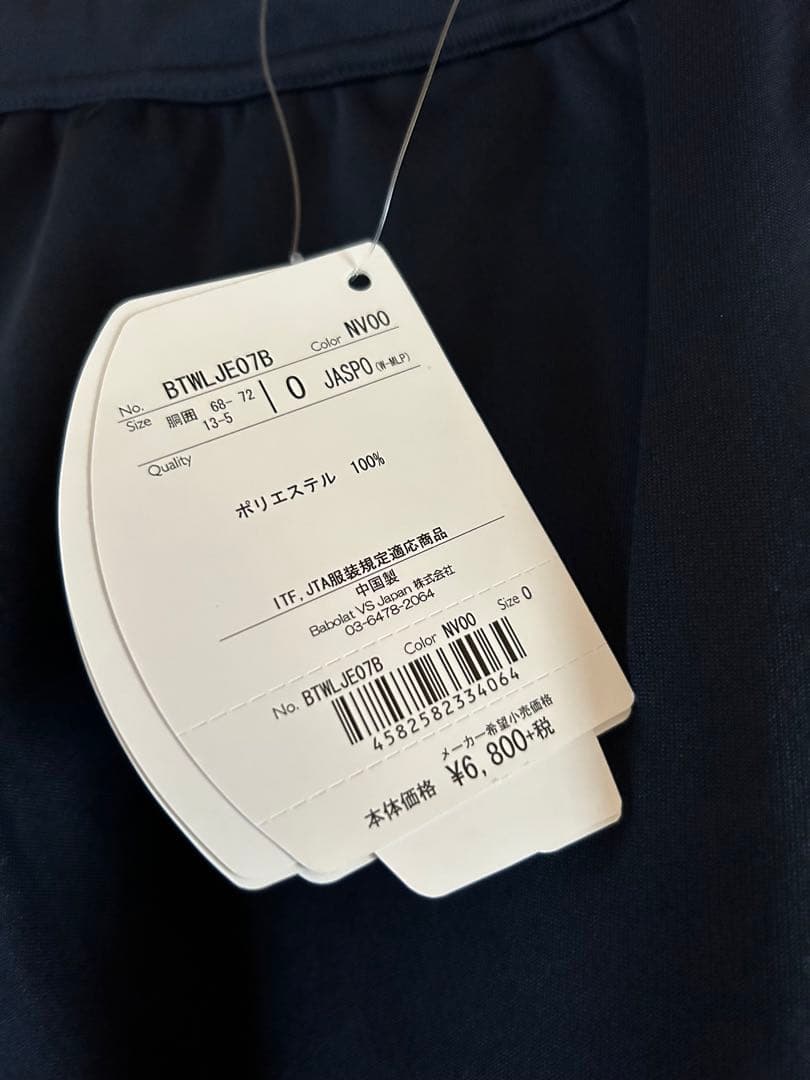 No. BTWLJE07B Color NV00
Size 胴囲 68- 72 0 JASPO (W-MLP)
13-5
Quality
ポリエステル 100%
ITF, JTA服装規定適応商品
中国製
Babolat VS Japan 株式会社
03-6478-2064
No. BTWLJE07B Color NV00 Size 0
4582582334064
メーカー希望小売価格
本体価格 ¥6,800+税